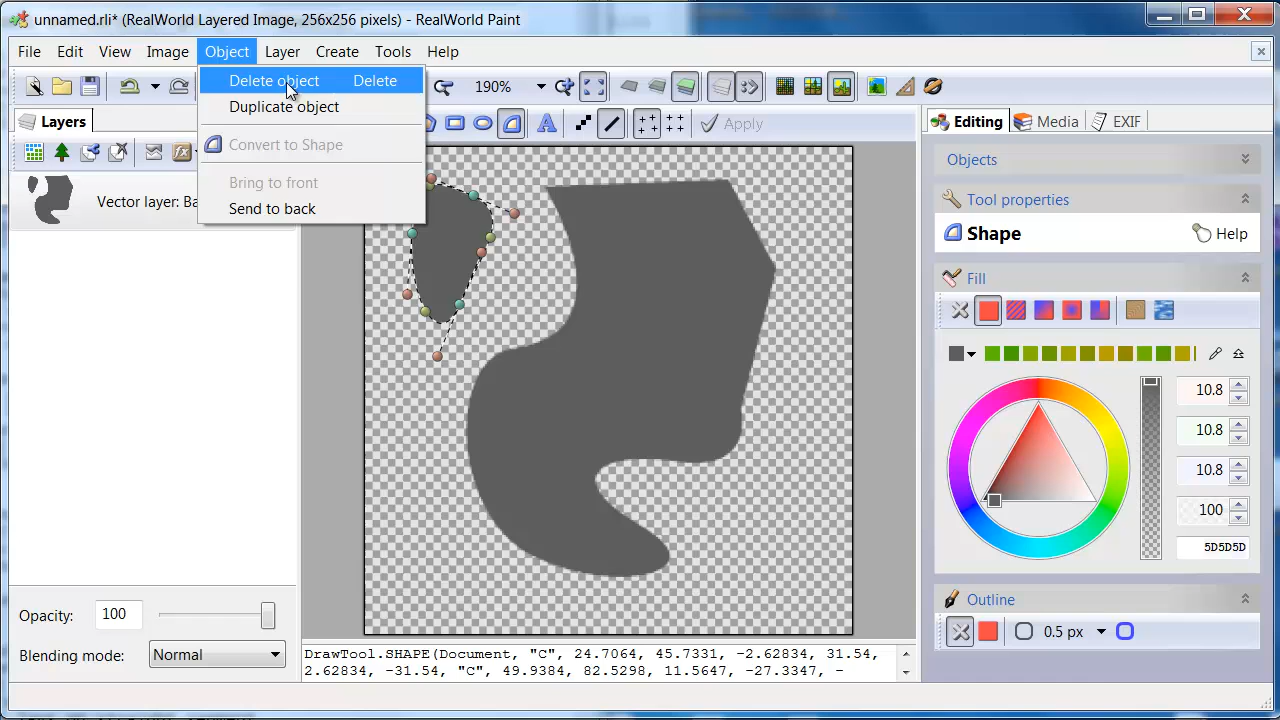 unnamed.rli* (RealWorld Layered Image, 256x256 pixels) - RealWorld Paint
File Edit View Image Object Layer Create Tools Help
Delete object Delete
Duplicate object
Convert to Shape
Bring to front
Send to back
190%
Apply
Layers
Vector layer: Ba
Editing Media EXIF
Objects
Tool properties
Shape Help
Fill
10.8
10.8
10.8
100
5D5D5D
Outline
0.5 px
Opacity: 100
Blending mode: Normal
DrawTool.SHAPE(Document, "C", 24.7064, 45.7331, -2.62834, 31.54,
2.62834, -31.54, "C", 49.9384, 82.5298, 11.5647, -27.3347, -